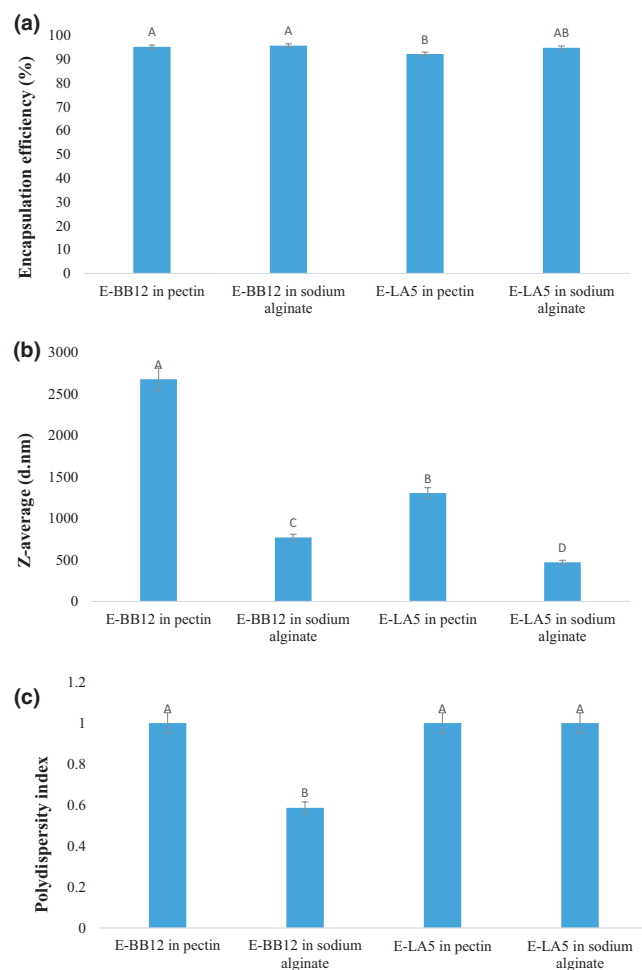 (a)
Encapsulation efficiency (%)
100
90
80
70
60
50
40
30
20
10
0
A
A
B
AB
E-BB12 in pectin
E-BB12 in sodium
alginate
E-LA5 in pectin
E-LA5 in sodium
alginate
(b)
Z-average (d.nm)
3000
2500
2000
1500
1000
500
0
A
C
B
D
E-BB12 in pectin
E-BB12 in sodium
alginate
E-LA5 in pectin
E-LA5 in sodium
alginate
(c)
Polydispersity index
1.2
1
0.8
0.6
0.4
0.2
0
A
B
A
A
E-BB12 in pectin
E-BB12 in sodium
alginate
E-LA5 in pectin
E-LA5 in sodium
alginate